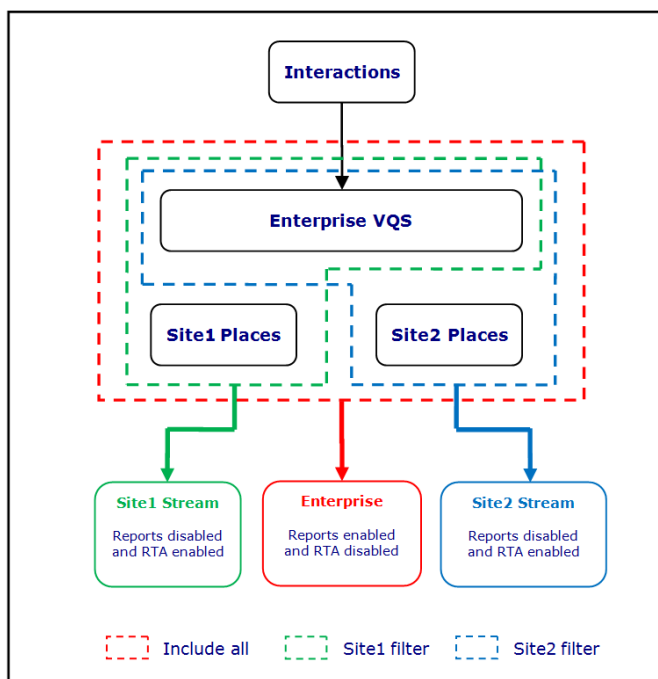 Interactions
Enterprise VQS
Site1 Places
Site2 Places
Site1 Stream
Reports disabled
and RTA enabled
Enterprise
Reports enabled
and RTA disabled
Site2 Stream
Reports disabled
and RTA enabled
Include all
Site1 filter
Site2 filter